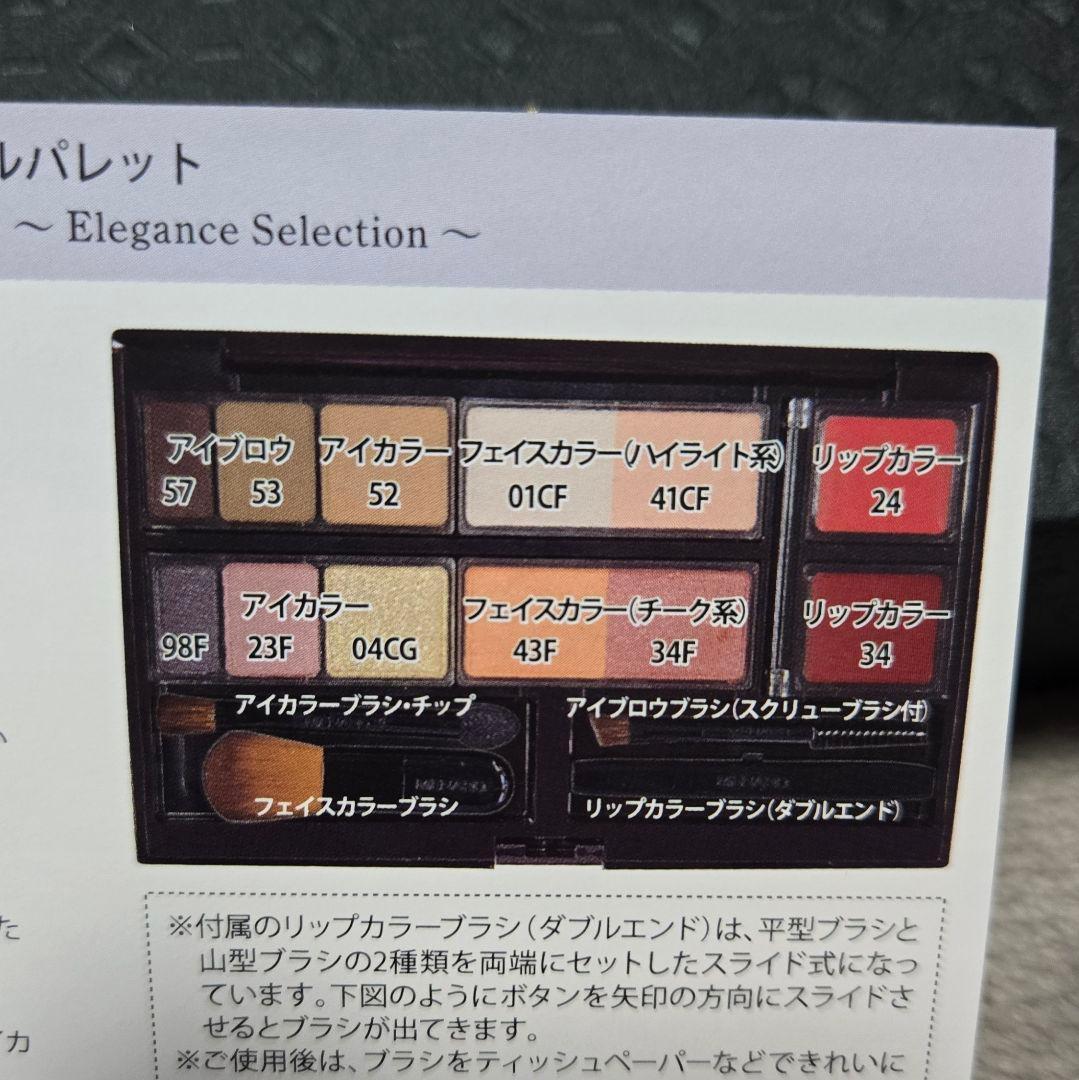 ルパレット
～ Elegance Selection ～
アイブロウ アイカラー フェイスカラー(ハイライト系) リップカラー
57 53 52 01CF 41CF 24
アイカラー フェイスカラー(チーク系) リップカラー
98F 23F 04CG 43F 34F 34
アイカラーブラシ・チップ アイブロウブラシ(スクリューブラシ付)
フェイスカラーブラシ リップカラーブラシ(ダブルエンド)
い
た
イカ
※付属のリップカラーブラシ(ダブルエンド)は、平型ブラシと
山型ブラシの2種類を両端にセットしたスライド式になっ
ています。下図のようにボタンを矢印の方向にスライドさ
せるとブラシが出てきます。
※ご使用後は、ブラシをティッシュペーパーなどできれいに